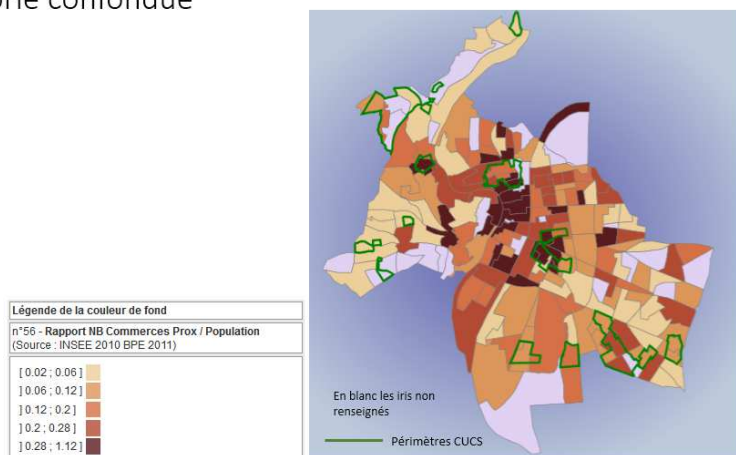 confondue
Légende de la couleur de fond
n°56 - Rapport NB Commerces Prox / Population
(Source : INSEE 2010 BPE 2011)
[ 0.02 ; 0.06 ]
] 0.06 ; 0.12 ]
] 0.12 ; 0.2 ]
] 0.2 ; 0.28 ]
] 0.28 ; 1.12 ]
En blanc les iris non
renseignés
Périmètres CUCS